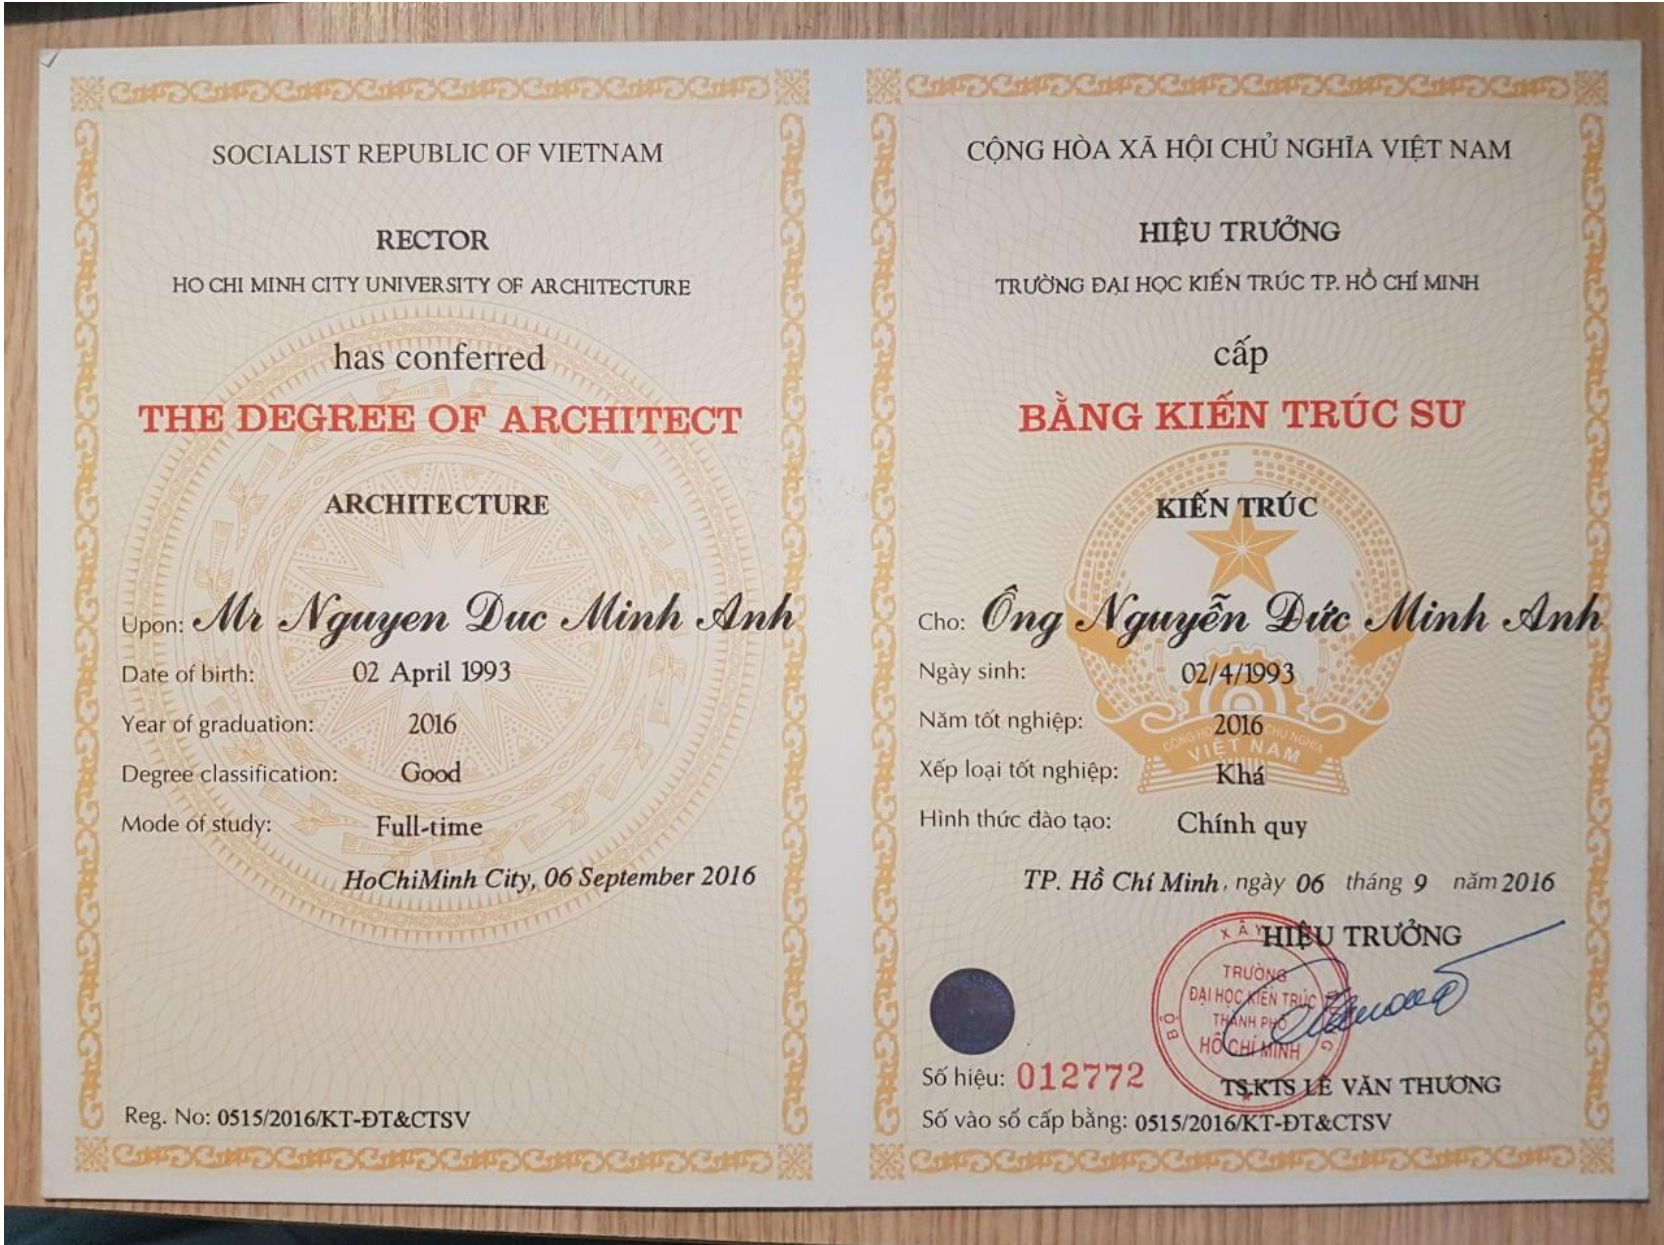 SOCIALIST REPUBLIC OF VIETNAM
RECTOR
HO CHI MINH CITY UNIVERSITY OF ARCHITECTURE
has conferred
THE DEGREE OF ARCHITECT
ARCHITECTURE
Upon: Mr Nguyen Duc Minh Anh
Date of birth: 02 April 1993
Year of graduation: 2016
Degree classification: Good
Mode of study: Full-time
HoChiMinh City, 06 September 2016
Reg. No: 0515/2016/KT-ĐT&CTSV
CỘNG HÒA XÃ HỘI CHỦ NGHĨA VIỆT NAM
HIỆU TRƯỞNG
TRƯỜNG ĐẠI HỌC KIẾN TRÚC TP. HỒ CHÍ MINH
cấp
BẰNG KIẾN TRÚC SƯ
KIẾN TRÚC
Cho: Ông Nguyễn Đức Minh Anh
Ngày sinh: 02/4/1993
Năm tốt nghiệp: 2016
VIỆT NAM
Xếp loại tốt nghiệp: Khá
Hình thức đào tạo: Chính quy
TP. Hồ Chí Minh, ngày 06 tháng 9 năm 2016
HIỆU TRƯỞNG
BỘ XÂY
TRƯỜNG
ĐẠI HỌC KIẾN TRÚC
THÀNH PHỐ
HỒ CHÍ MINH
Số hiệu: 012772
TS.KTS LÊ VĂN THƯƠNG
Số vào sổ cấp bằng: 0515/2016/KT-ĐT&CTSV